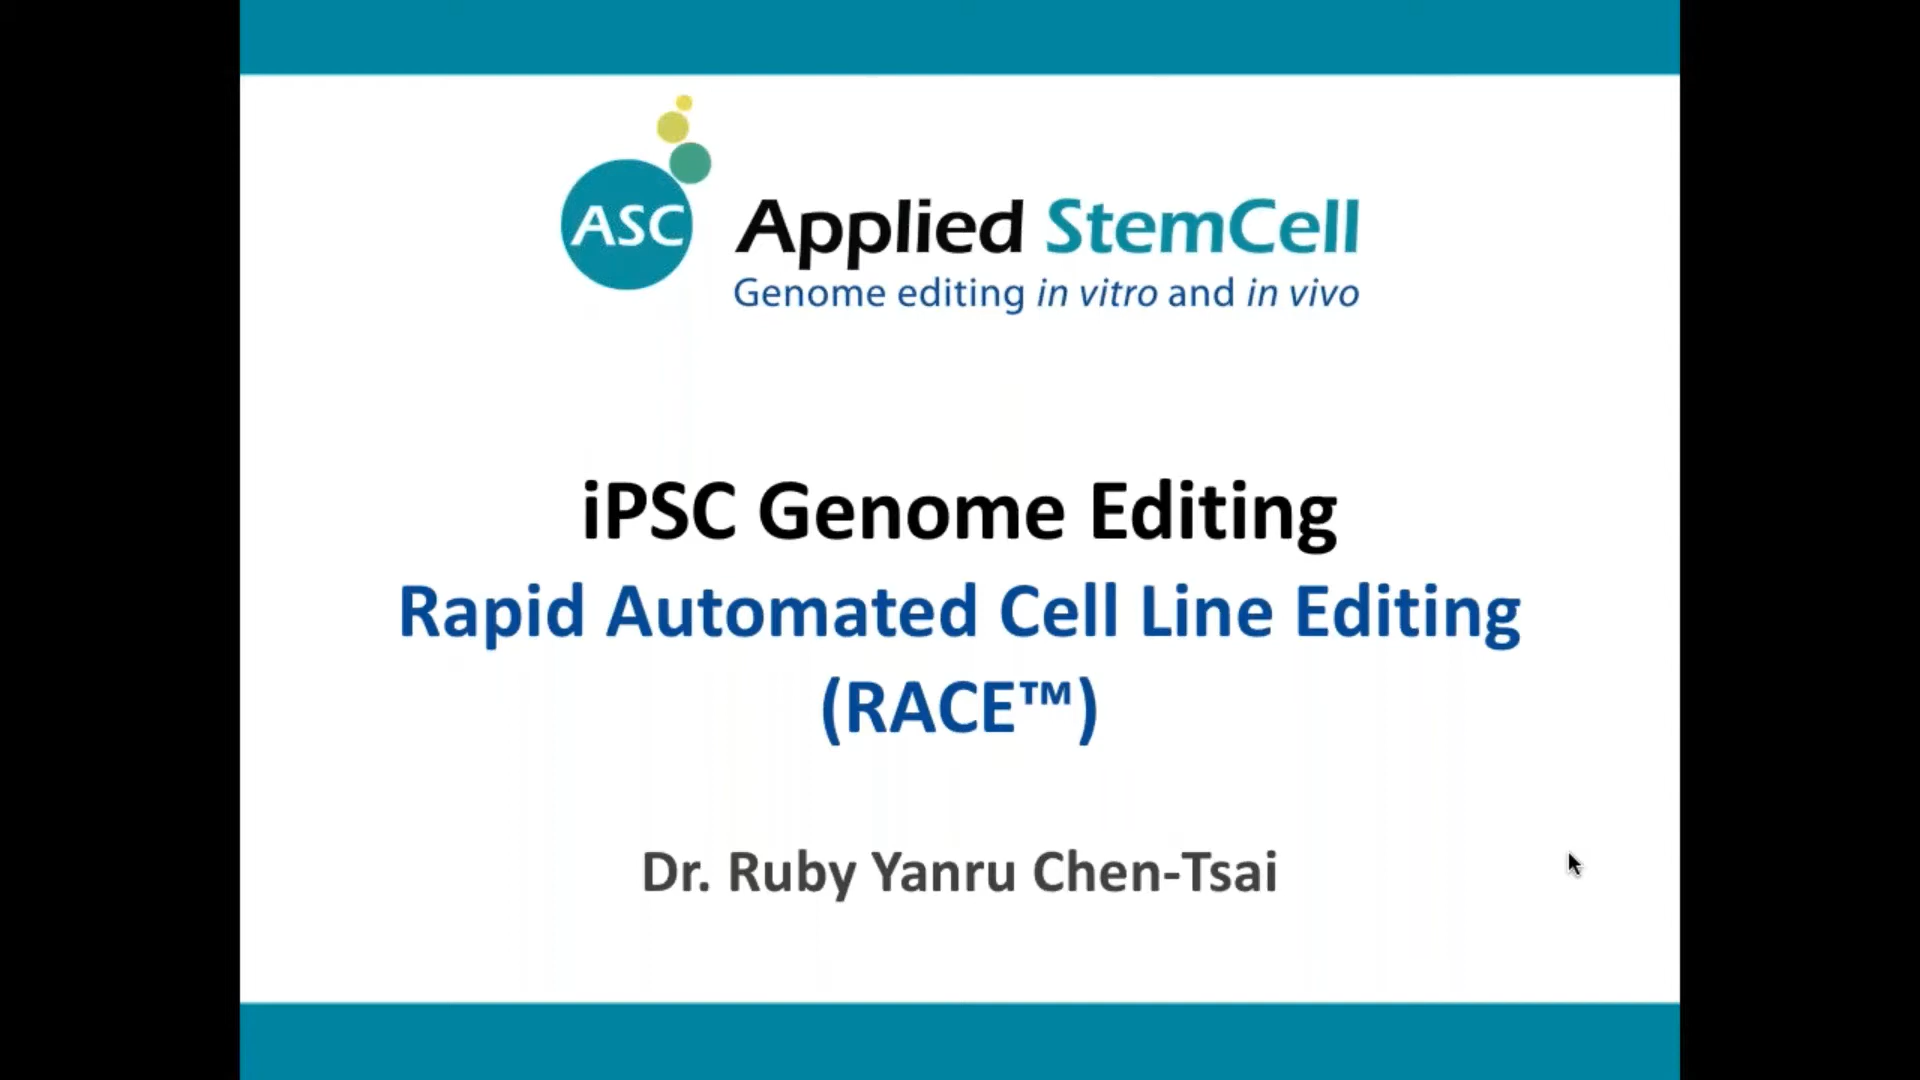 ASC
Applied StemCell
Genome editing in vitro and in vivo
iPSC Genome Editing
Rapid Automated Cell Line Editing
(RACE™)
Dr. Ruby Yanru Chen-Tsai